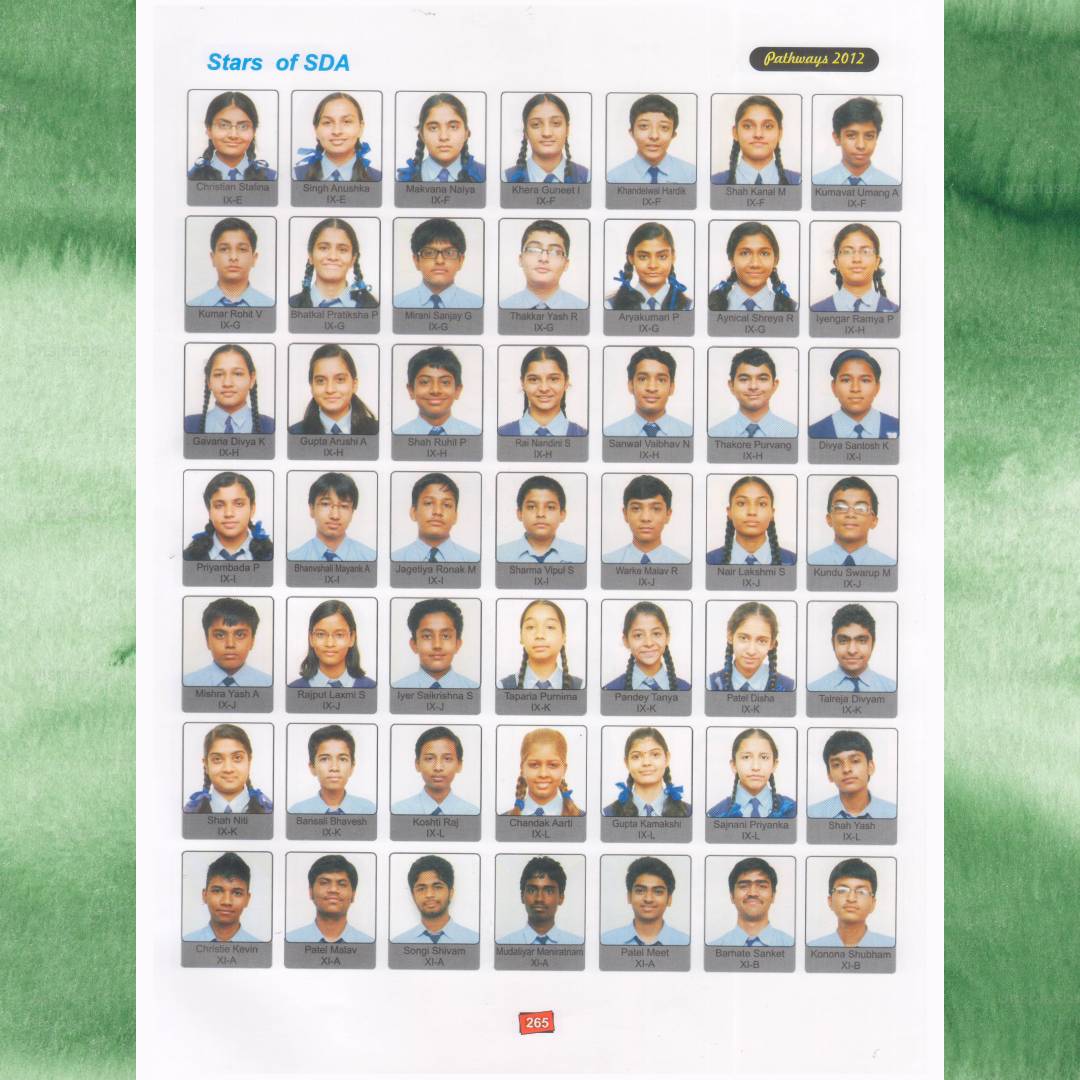 Stars of SDA
Pathways 2012
Christian Stafina
IX-E
Singh Anushka
IX-E
Makvana Naiya
IX-F
Khera Guneet I
IX-F
Khandelwal Hardik
IX-F
Shah Kanal M
IX-F
Kumavat Umang A
IX-F
Kumar Rohit V
IX-G
Bhatkal Pratiksha P
IX-G
Mirani Sanjay G
IX-G
Thakkar Yash R
IX-G
Aryakumari P
IX-G
Aynical Shreya R
IX-G
Iyengar Ramya P
IX-H
Gavaria Divya K
IX-H
Gupta Arushi A
IX-H
Shah Ruhil P
IX-H
Rai Nandini S
IX-H
Sanwal Vaibhav N
IX-H
Thakore Purvang
IX-H
Divya Santosh K
IX-I
Priyambada P
IX-I
Bhanushali Mayank A
IX-I
Jagetiya Ronak M
IX-I
Sharma Vipul S
IX-I
Warke Malav R
IX-J
Nair Lakshmi S
IX-J
Kundu Swarup M
IX-J
Mishra Yash A
IX-J
Rajput Laxmi S
IX-J
Iyer Saikrishna S
IX-J
Taparia Purnima
IX-K
Pandey Tanya
IX-K
Patel Disha
IX-K
Talreja Divyam
IX-K
Shah Niti
IX-K
Bansali Bhavesh
IX-K
Koshti Raj
IX-L
Chandak Aarti
IX-L
Gupta Kamakshi
IX-L
Sajnani Priyanka
IX-L
Shah Yash
IX-L
Christie Kevin
XI-A
Patel Malav
XI-A
Songi Shivam
XI-A
Mudaliyar Maniratnam
XI-A
Patel Meet
XI-A
Barhate Sanket
XI-B
Konona Shubham
XI-B
265